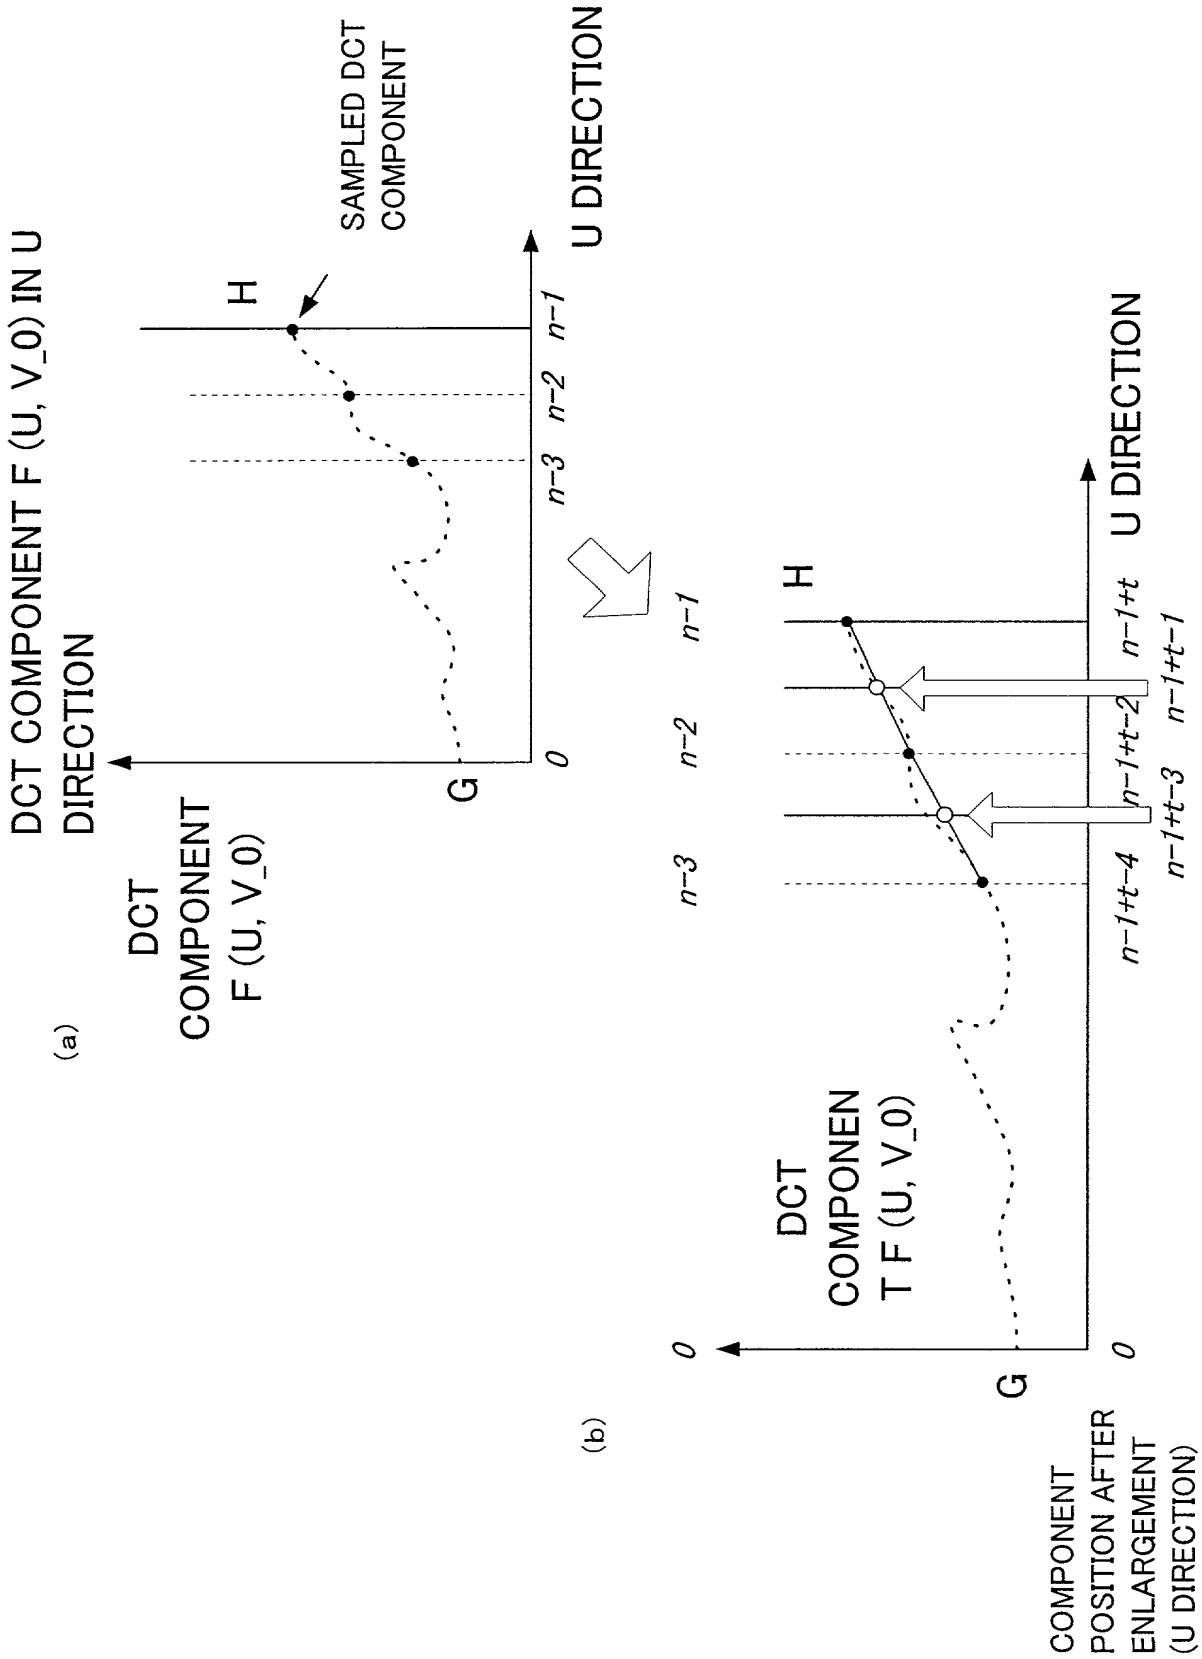 (a)
DCT COMPONENT F (U, V_0) IN U
DIRECTION
DCT
COMPONENT
F (U, V_0)
H
SAMPLED DCT
COMPONENT
G
0
n-3
n-2
n-1
U DIRECTION
(b)
0
n-3
n-2
n-1
DCT
COMPONEN
T F (U, V_0)
H
G
COMPONENT
POSITION AFTER
ENLARGEMENT
(U DIRECTION)
0
n-1+t-4
n-1+t-2
n-1+t
n-1+t-3
n-1+t-1
U DIRECTION